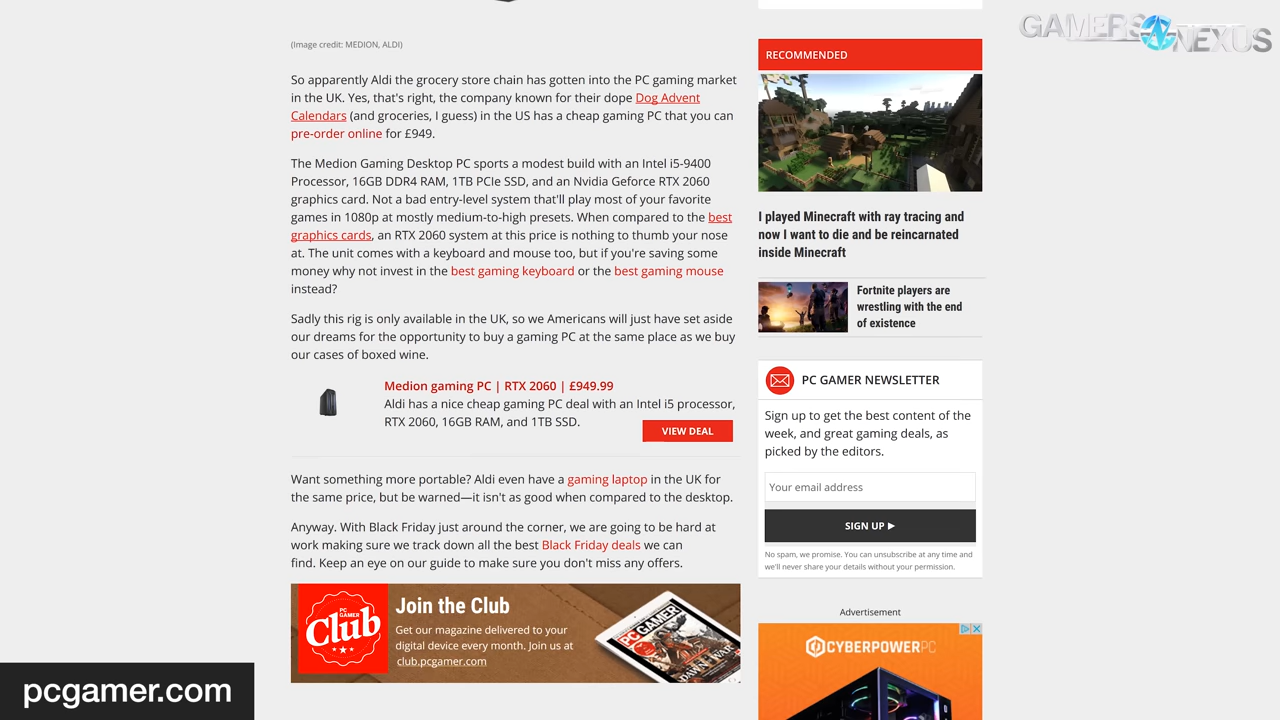 GAMERS NEXUS
(Image credit: MEDION, ALDI)
So apparently Aldi the grocery store chain has gotten into the PC gaming market
in the UK. Yes, that's right, the company known for their dope Dog Advent
Calendars (and groceries, I guess) in the US has a cheap gaming PC that you can
pre-order online for £949.
The Medion Gaming Desktop PC sports a modest build with an Intel i5-9400
Processor, 16GB DDR4 RAM, 1TB PCIe SSD, and an Nvidia Geforce RTX 2060
graphics card. Not a bad entry-level system that'll play most of your favorite
games in 1080p at mostly medium-to-high presets. When compared to the best
graphics cards, an RTX 2060 system at this price is nothing to thumb your nose
at. The unit comes with a keyboard and mouse too, but if you're saving some
money why not invest in the best gaming keyboard or the best gaming mouse
instead?
Sadly this rig is only available in the UK, so we Americans will just have set aside
our dreams for the opportunity to buy a gaming PC at the same place as we buy
our cases of boxed wine.
Medion gaming PC | RTX 2060 | £949.99
Aldi has a nice cheap gaming PC deal with an Intel i5 processor,
RTX 2060, 16GB RAM, and 1TB SSD.
VIEW DEAL
Want something more portable? Aldi even have a gaming laptop in the UK for
the same price, but be warned—it isn't as good when compared to the desktop.
Anyway. With Black Friday just around the corner, we are going to be hard at
work making sure we track down all the best Black Friday deals we can
find. Keep an eye on our guide to make sure you don't miss any offers.
PC GAMER
Club
Join the Club
Get our magazine delivered to your
digital device every month. Join us at
club.pcgamer.com
PC GAMER
RECOMMENDED
I played Minecraft with ray tracing and
now I want to die and be reincarnated
inside Minecraft
Fortnite players are
wrestling with the end
of existence
PC GAMER NEWSLETTER
Sign up to get the best content of the
week, and great gaming deals, as
picked by the editors.
Your email address
SIGN UP ▶
No spam, we promise. You can unsubscribe at any time and
we'll never share your details without your permission.
Advertisement
CYBERPOWERPC
pcgamer.com